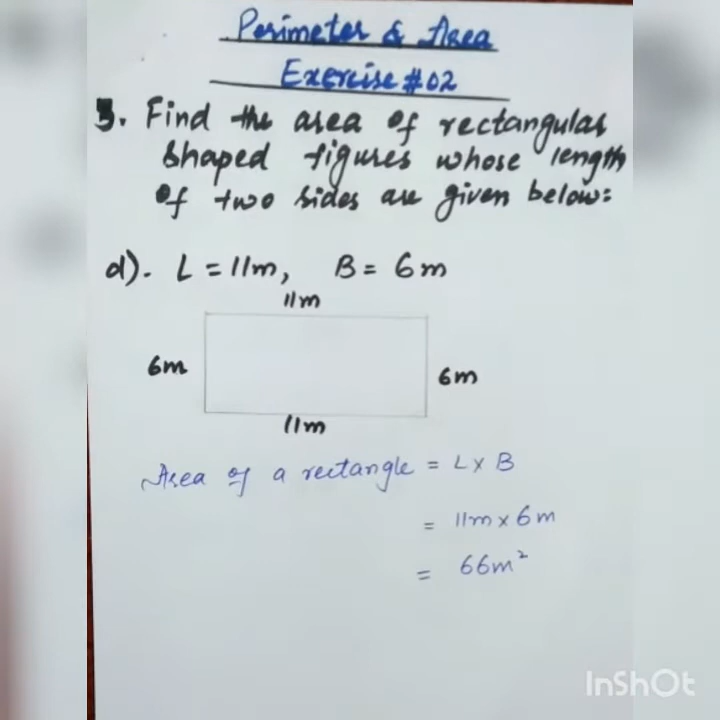 Perimeter & Area
Exercise #02
3. Find the area of rectangular
shaped figures whose length
of two sides are given below:
d). L = 11m, B = 6m
11m
6m
6m
11m
Area of a rectangle = L x B
= 11m x 6m
= 66m²
InShOt